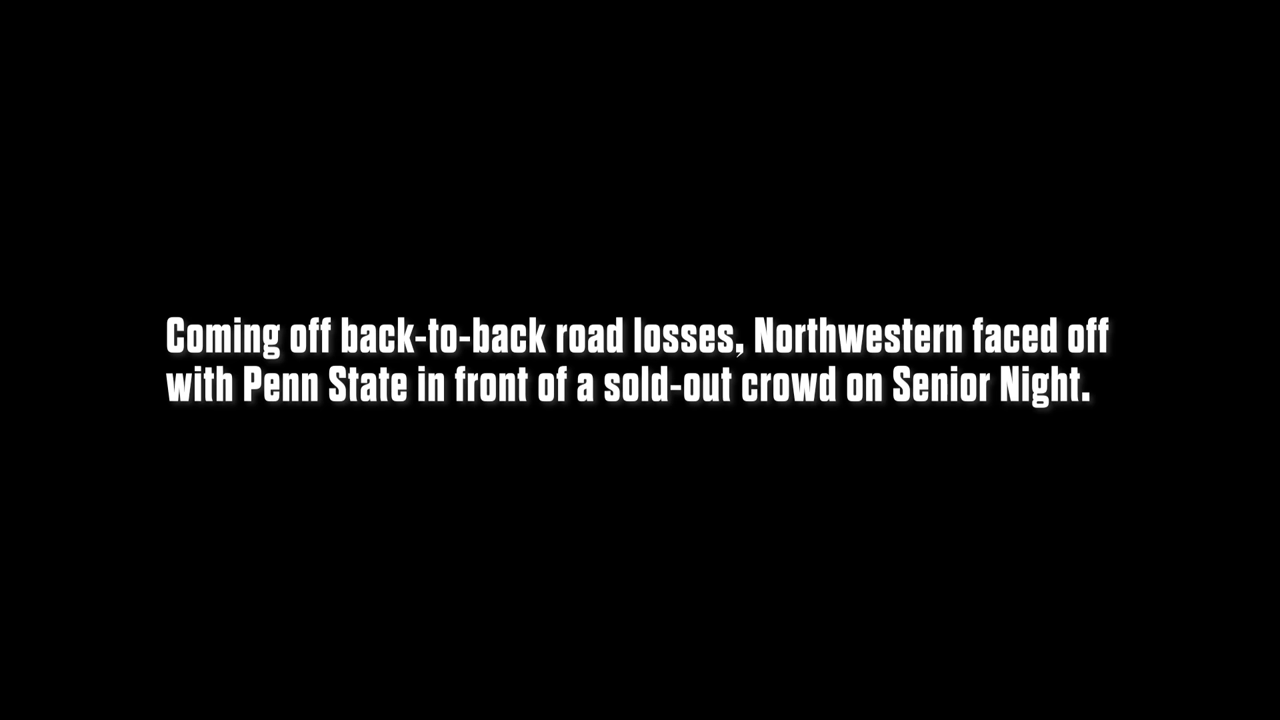 Coming off back-to-back road losses, Northwestern faced off
with Penn State in front of a sold-out crowd on Senior Night.